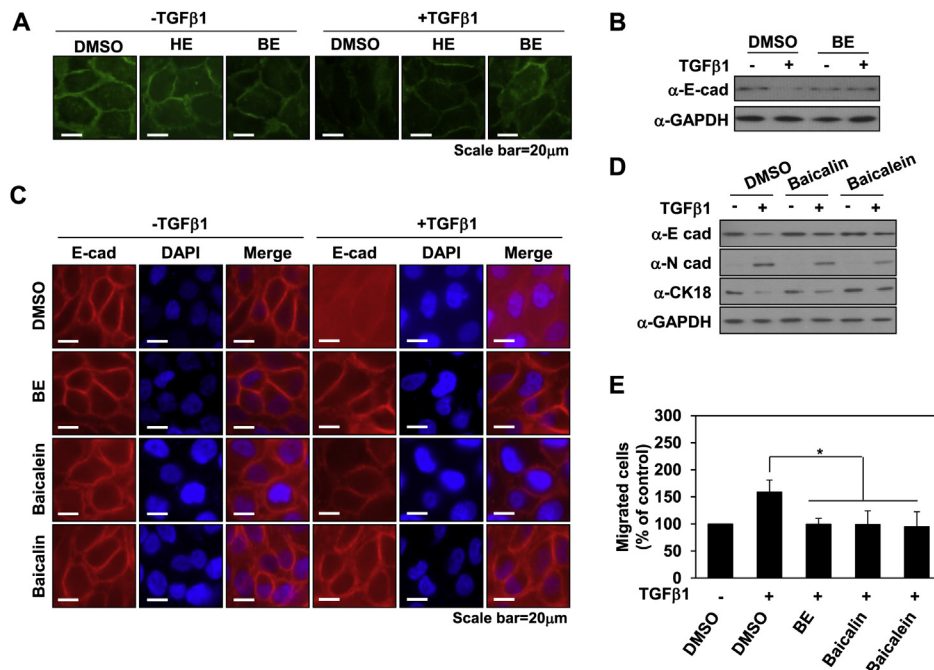 A
-TGFβ1 +TGFβ1
DMSO HE BE DMSO HE BE
Scale bar=20μm
B
DMSO BE
TGFβ1 - + - +
α-E-cad
α-GAPDH
C
-TGFβ1 +TGFβ1
E-cad DAPI Merge E-cad DAPI Merge
DMSO
BE
Baicalein
Baicalin
Scale bar=20μm
D
DMSO Baicalin Baicalein
TGFβ1 - + - + - +
α-E cad
α-N cad
α-CK18
α-GAPDH
E
Migrated cells
(% of control)
300
250
200
150
100
50
0
*
TGFβ1 - + + + +
DMSO DMSO BE Baicalin Baicalein